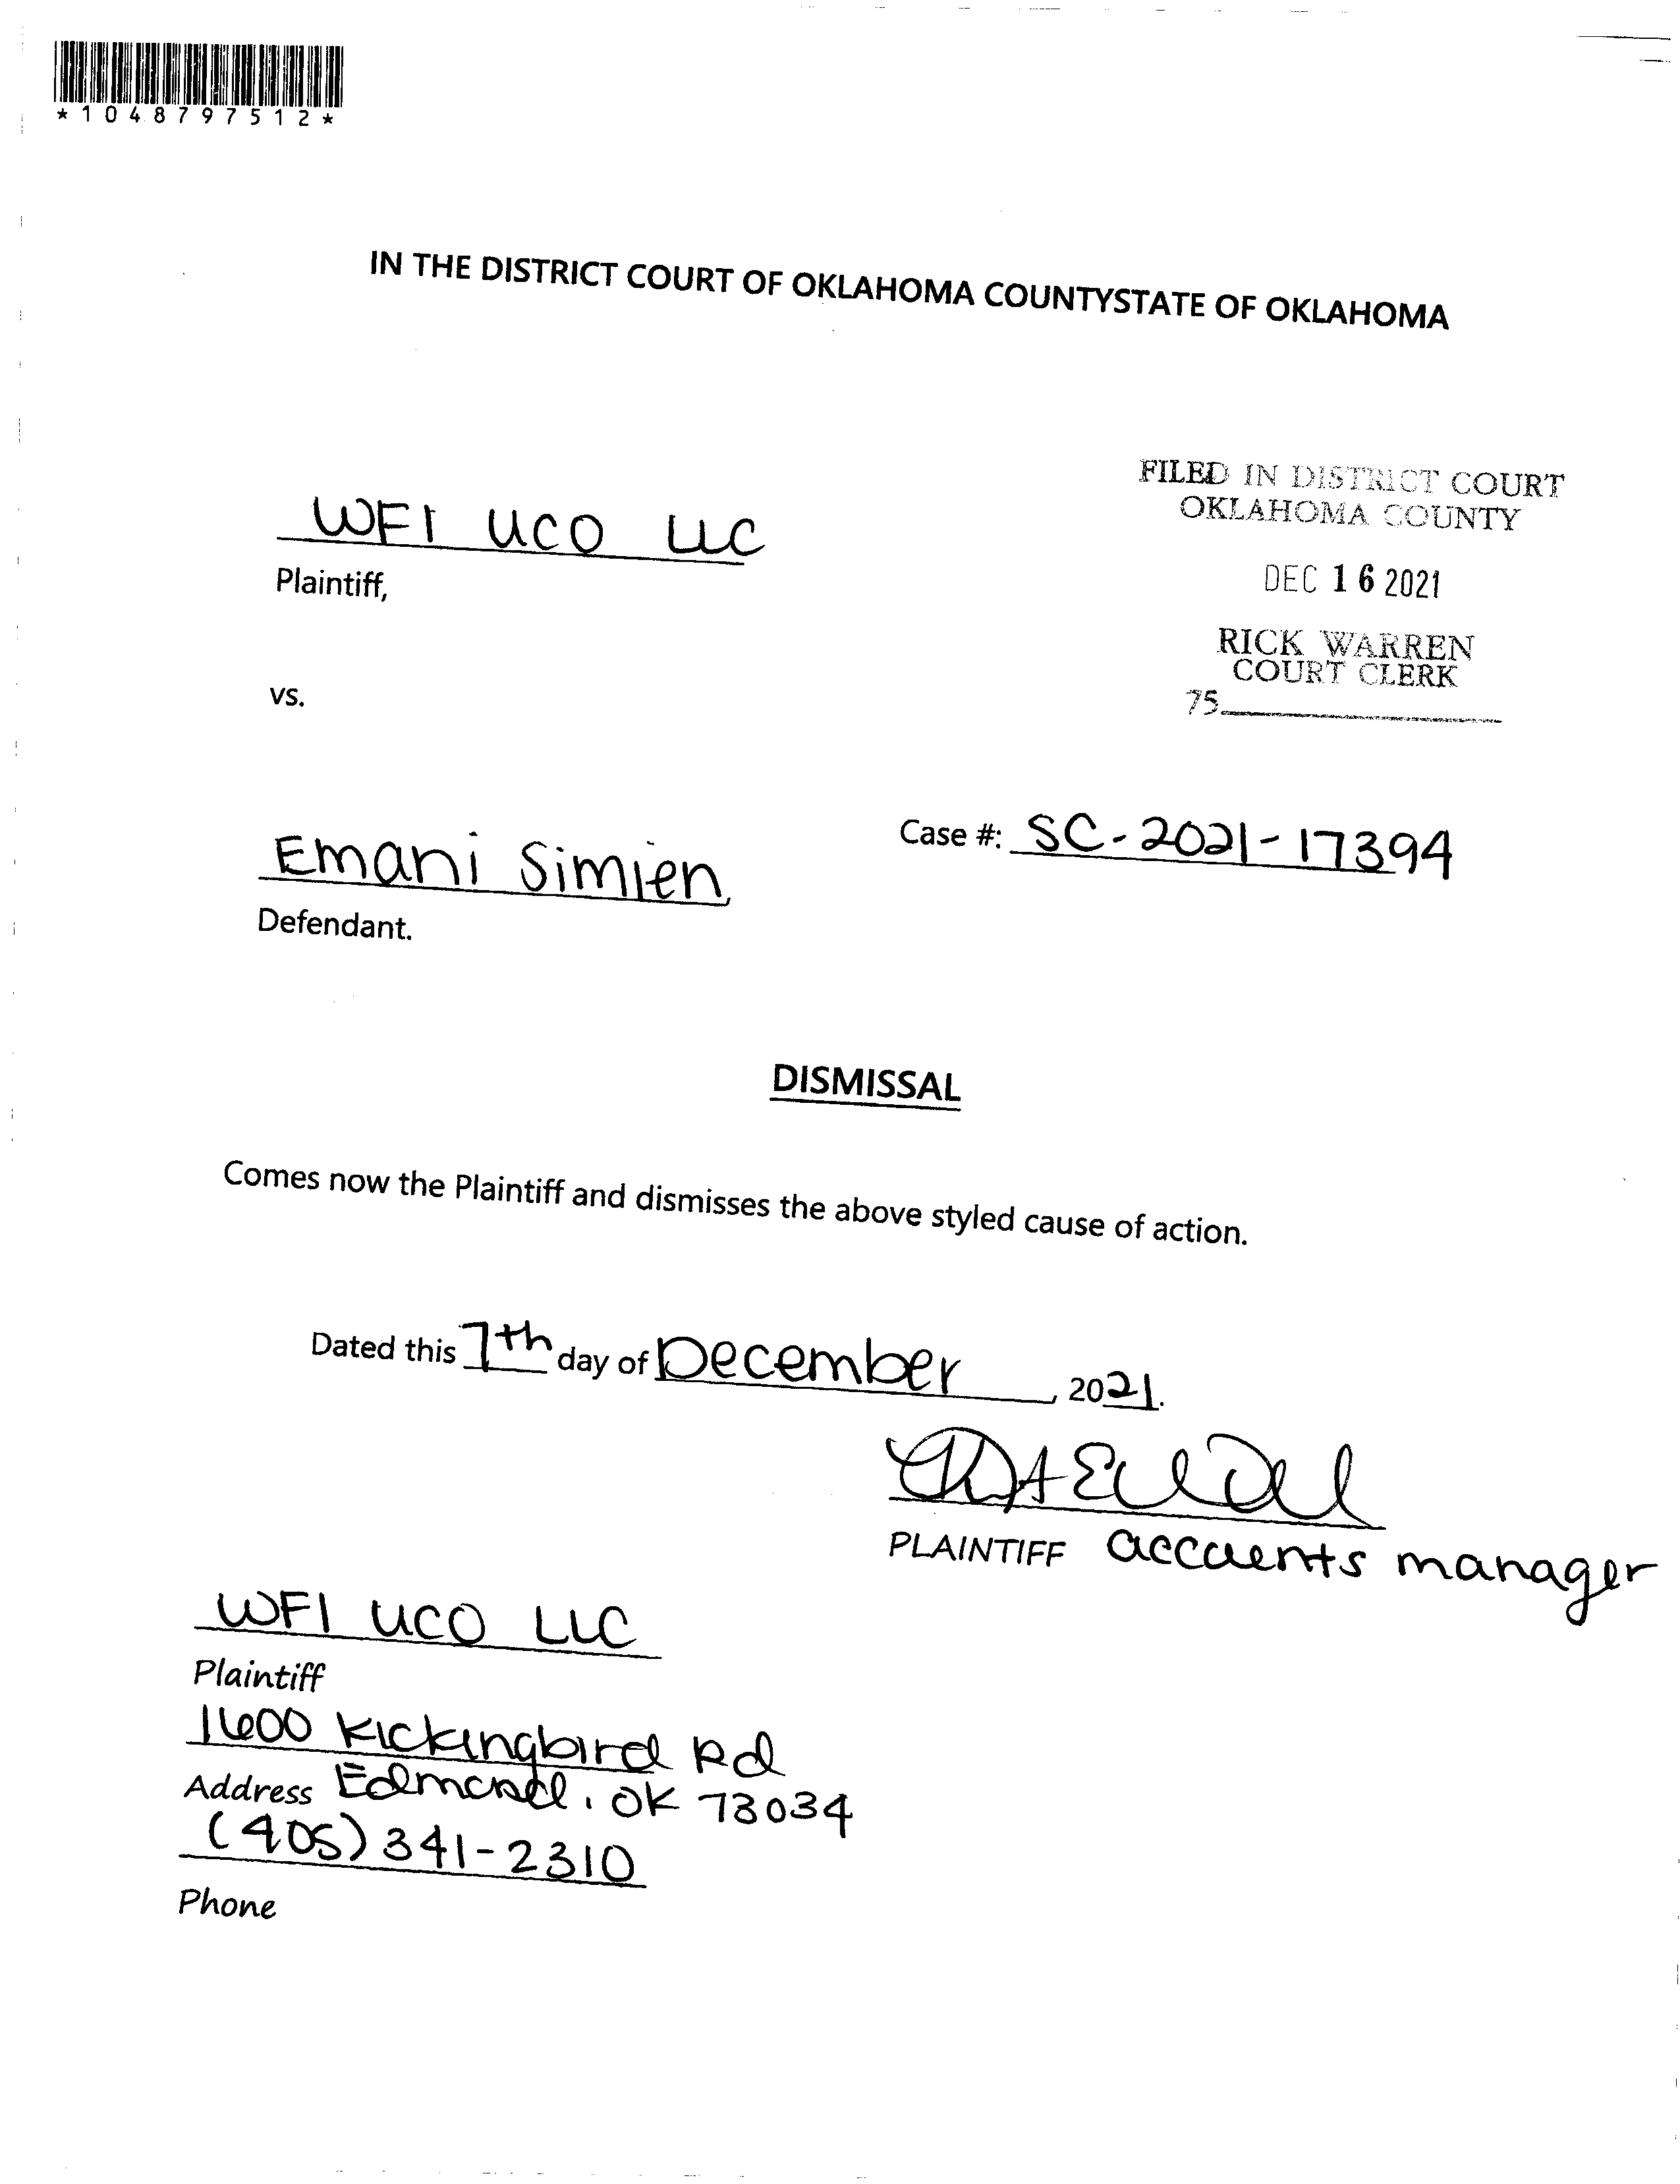 *1048797512*
IN THE DISTRICT COURT OF OKLAHOMA COUNTYSTATE OF OKLAHOMA
FILED IN DISTRICT COURT
OKLAHOMA COUNTY
DEC 16 2021
RICK WARREN
COURT CLERK
75
WFI UCO LLC
Plaintiff,
vs.
Case #: SC-2021-17394
Emani Simien
Defendant.
DISMISSAL
Comes now the Plaintiff and dismisses the above styled cause of action.
Dated this 7th day of December, 2021.
PLAINTIFF accounts manager
WFI UCO LLC
Plaintiff
1600 Kickingbird Rd
Address Edmond, OK 73034
(405) 341-2310
Phone